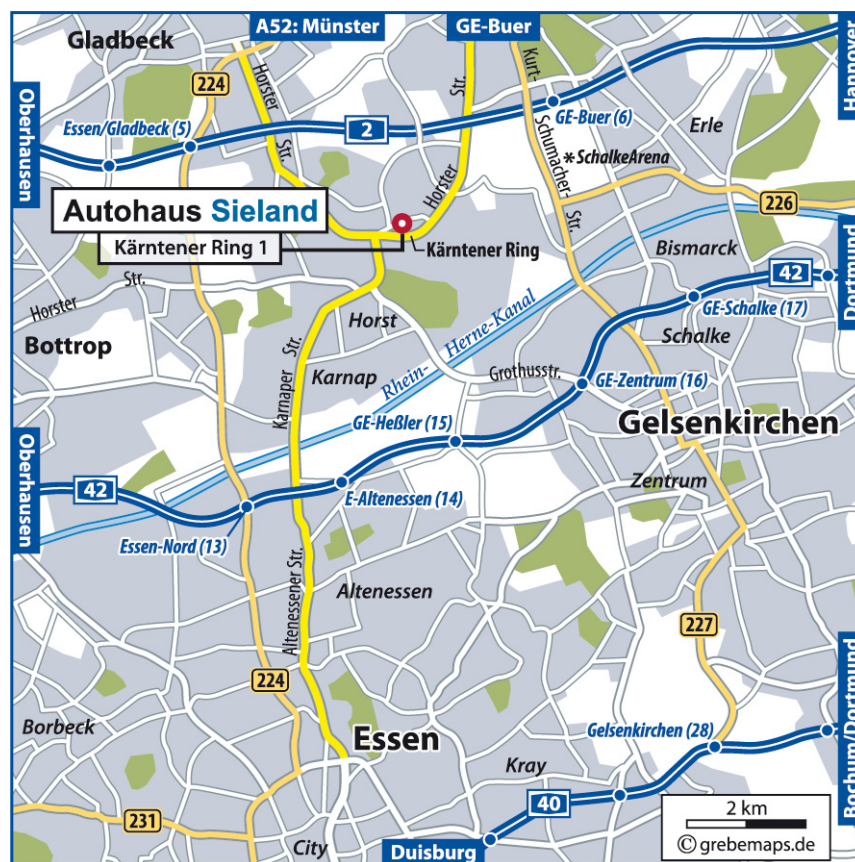 A52: Münster
GE-Buer
Gladbeck
Hannover
224
Horster
Str.
Str.
Kurt-
Oberhausen
Essen/Gladbeck (5)
2
GE-Buer (6)
Erle
Schumacher-
*SchalkeArena
Str.
Horster
226
Autohaus Sieland
Kärntener Ring 1
Kärntener Ring
Bismarck
42
Dortmund
Horster
Str.
GE-Schalke (17)
Horst
Rhein-
Herne-Kanal
Schalke
Bottrop
Karnaper
Str.
Karnap
Grothusstr.
GE-Zentrum (16)
GE-Heßler (15)
Gelsenkirchen
Oberhausen
42
E-Altenessen (14)
Zentrum
Essen-Nord (13)
Altenessener Str.
Altenessen
227
224
Borbeck
Essen
Gelsenkirchen (28)
Bochum/Dortmund
Kray
40
2 km
231
City
Duisburg
© grebemaps.de